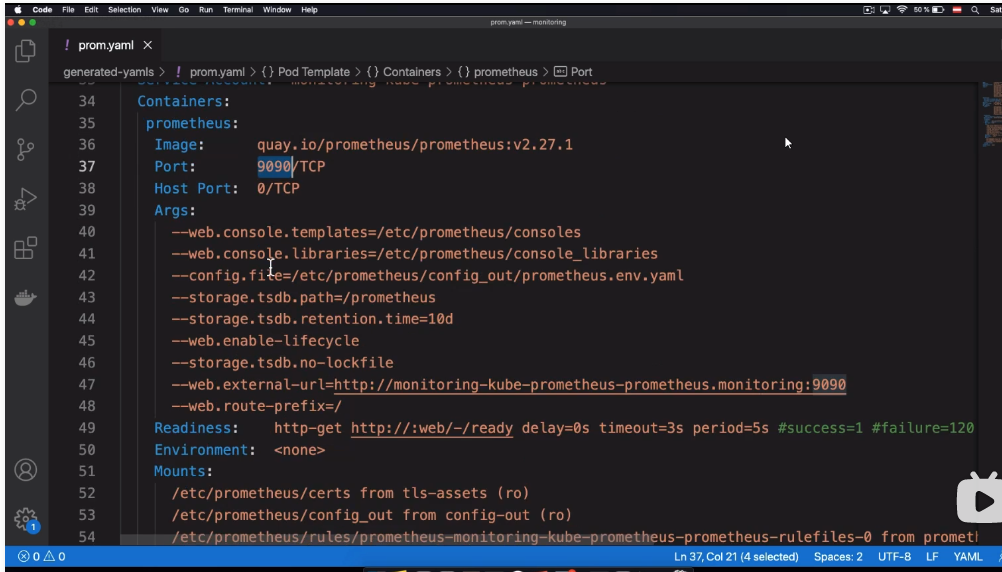 Code File Edit Selection View Go Run Terminal Window Help 50% Sat
prom.yaml — monitoring
! prom.yaml ×
generated-yamls > ! prom.yaml > {} Pod Template > {} Containers > {} prometheus > Port
34 Containers:
35 prometheus:
36 Image: quay.io/prometheus/prometheus:v2.27.1
37 Port: 9090/TCP
38 Host Port: 0/TCP
39 Args:
40 --web.console.templates=/etc/prometheus/consoles
41 --web.console.libraries=/etc/prometheus/console_libraries
42 --config.file=/etc/prometheus/config_out/prometheus.env.yaml
43 --storage.tsdb.path=/prometheus
44 --storage.tsdb.retention.time=10d
45 --web.enable-lifecycle
46 --storage.tsdb.no-lockfile
47 --web.external-url=http://monitoring-kube-prometheus-prometheus.monitoring:9090
48 --web.route-prefix=/
49 Readiness: http-get http://:web/-/ready delay=0s timeout=3s period=5s #success=1 #failure=120
50 Environment: <none>
51 Mounts:
52 /etc/prometheus/certs from tls-assets (ro)
53 /etc/prometheus/config_out from config-out (ro)
54 /etc/prometheus/rules/prometheus-monitoring-kube-prometheus-prometheus-rulefiles-0 from
1
0 0 Ln 37, Col 21 (4 selected) Spaces: 2 UTF-8 LF YAML